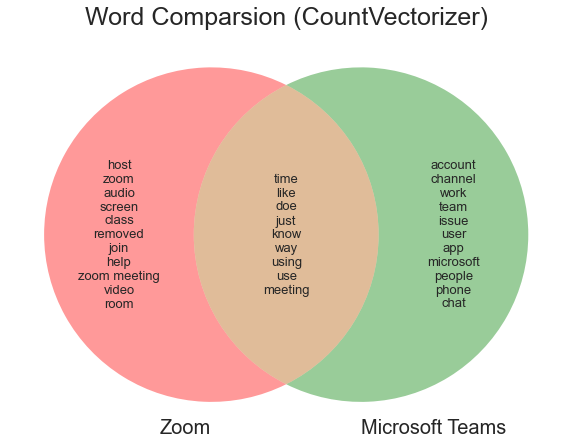 Word Comparsion (CountVectorizer)
host
zoom
audio
screen
class
removed
join
help
zoom meeting
video
room
time
like
doe
just
know
way
using
use
meeting
account
channel
work
team
issue
user
app
microsoft
people
phone
chat
Zoom
Microsoft Teams